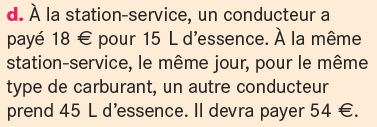 d. À la station-service, un conducteur a
payé 18 € pour 15 L d'essence. À la même
station-service, le même jour, pour le même
type de carburant, un autre conducteur
prend 45 L d'essence. Il devra payer 54 €.